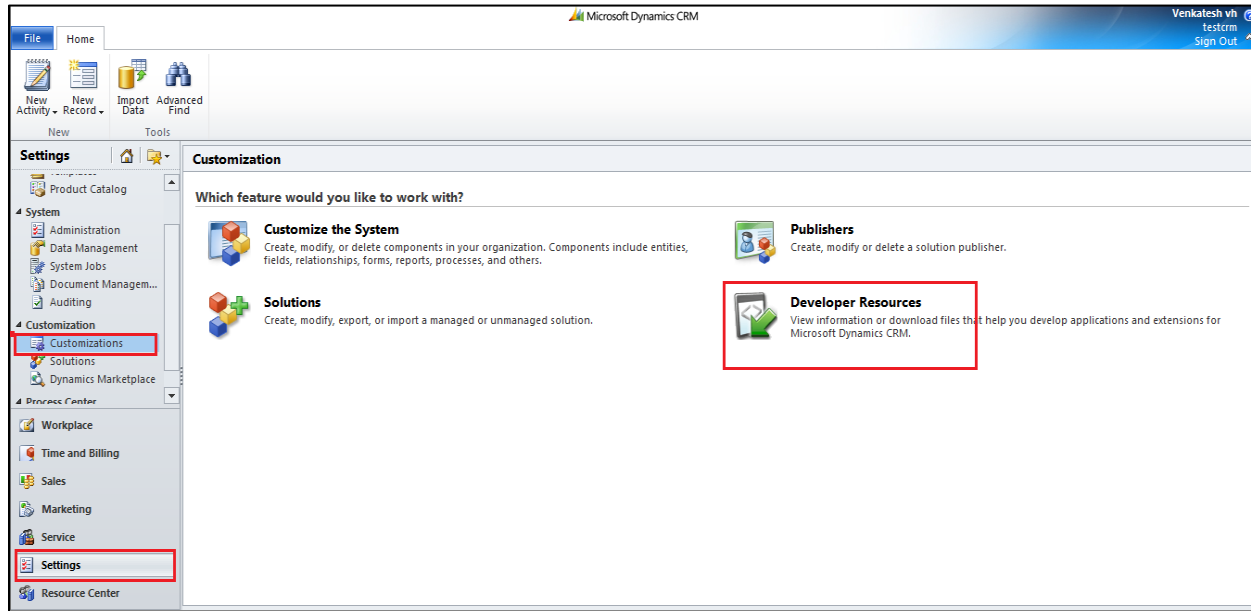 Microsoft Dynamics CRM
Venkatesh vh
testcrm
Sign Out
File
Home
New Activity
New Record
Import Data
Advanced Find
New
Tools
Settings
Product Catalog
System
Administration
Data Management
System Jobs
Document Managem...
Auditing
Customization
Customizations
Solutions
Dynamics Marketplace
Process Center
Workplace
Time and Billing
Sales
Marketing
Service
Settings
Resource Center
Customization
Which feature would you like to work with?
Customize the System
Create, modify, or delete components in your organization. Components include entities,
fields, relationships, forms, reports, processes, and others.
Publishers
Create, modify or delete a solution publisher.
Solutions
Create, modify, export, or import a managed or unmanaged solution.
Developer Resources
View information or download files that help you develop applications and extensions for
Microsoft Dynamics CRM.